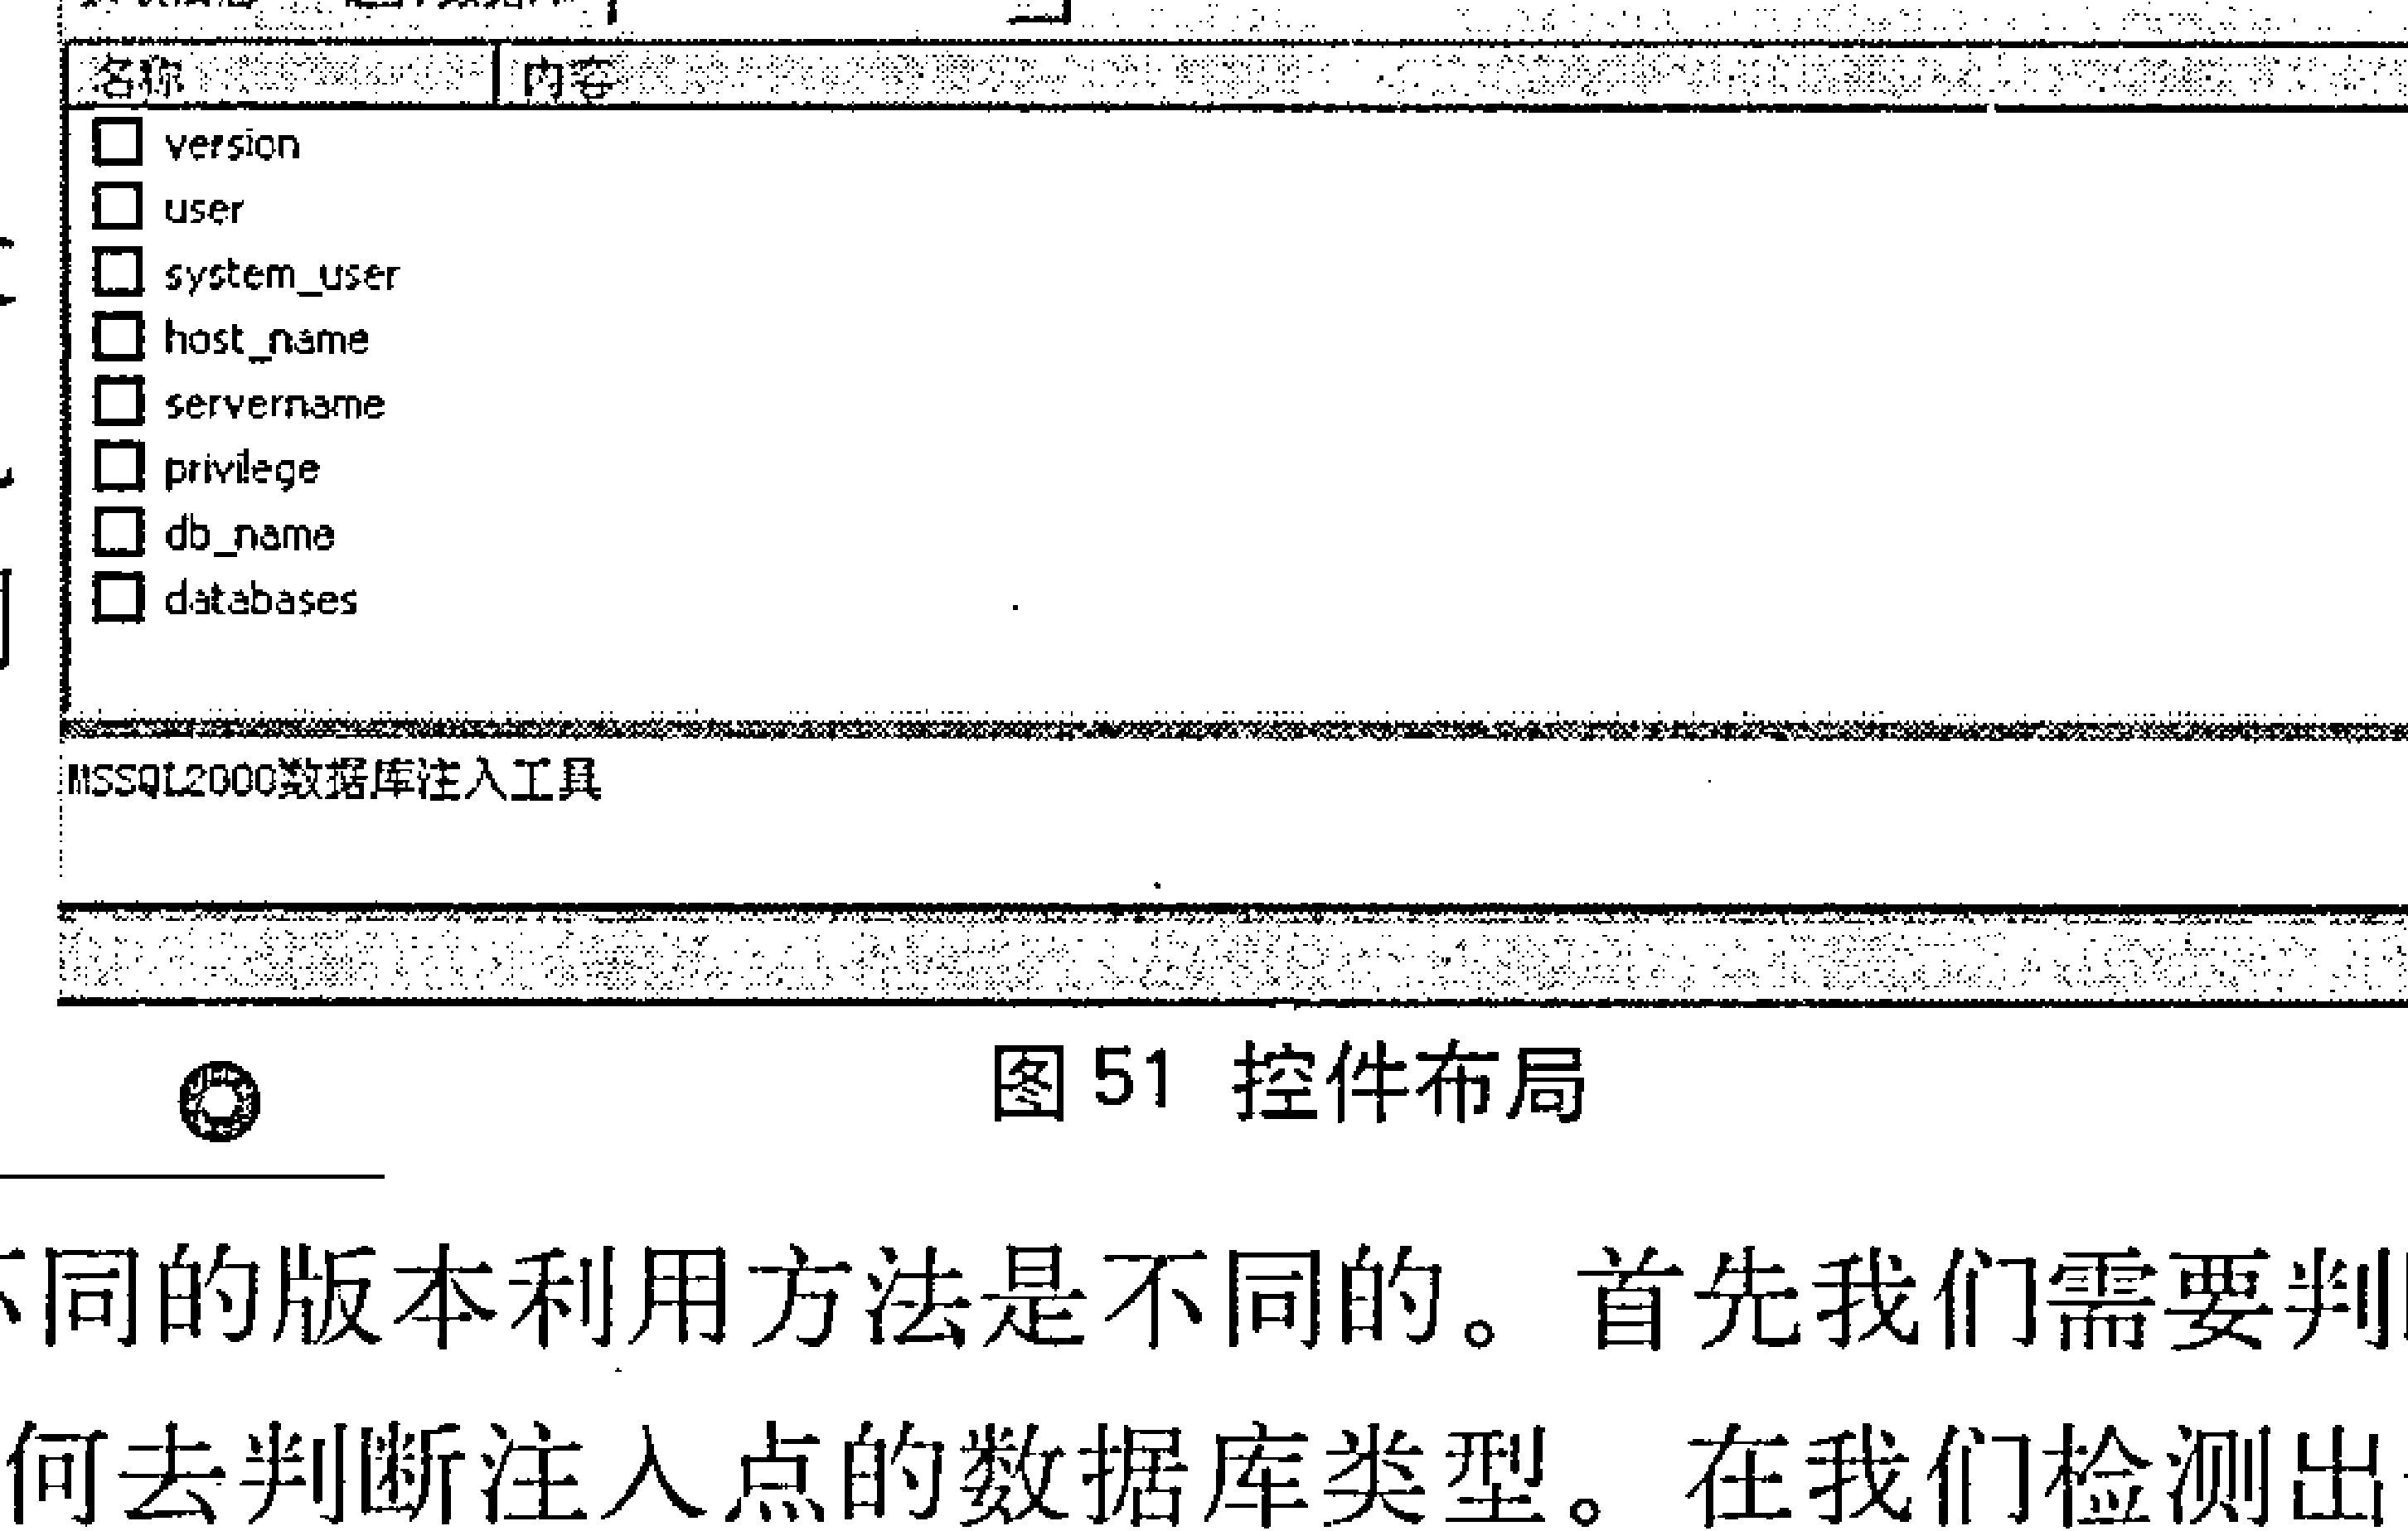 名称 内容
version
user
system_user
host_name
servername
privilege
db_name
databases
MSSQL2000数据库注入工具
图 51 控件布局
同的版本利用方法是不同的。首先我们需要判
何去判断注入点的数据库类型。在我们检测出